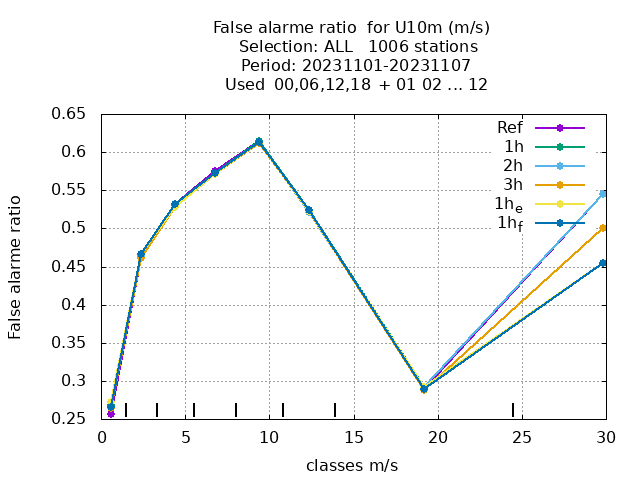 False alarme ratio  for U10m (m/s)
Selection: ALL   1006 stations
Period: 20231101-20231107
Used  00,06,12,18 + 01 02 ... 12
False alarme ratio
0.65
0.6
0.55
0.5
0.45
0.4
0.35
0.3
0.25
0
5
10
15
20
25
30
classes m/s
Ref
1h
2h
3h
1he
1hf